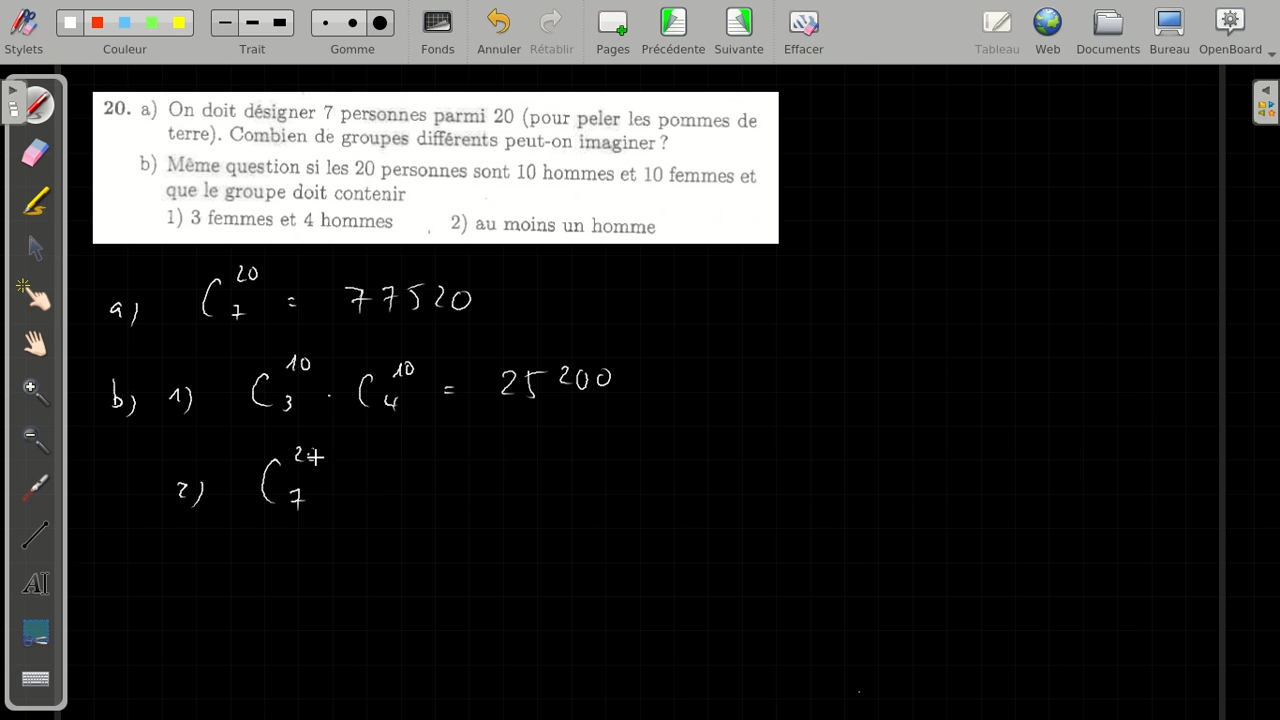 Stylets Couleur Trait Gomme Fonds Annuler Rétablir Pages Précédente Suivante Effacer Tableau Web Documents Bureau OpenBoard
20. a) On doit désigner 7 personnes parmi 20 (pour peler les pommes de
terre). Combien de groupes différents peut-on imaginer ?
b) Même question si les 20 personnes sont 10 hommes et 10 femmes et
que le groupe doit contenir
1) 3 femmes et 4 hommes 2) au moins un homme
a) C 20 7 = 77520
b) 1) C 10 3 . C 10 4 = 25200
2) C 7
AI